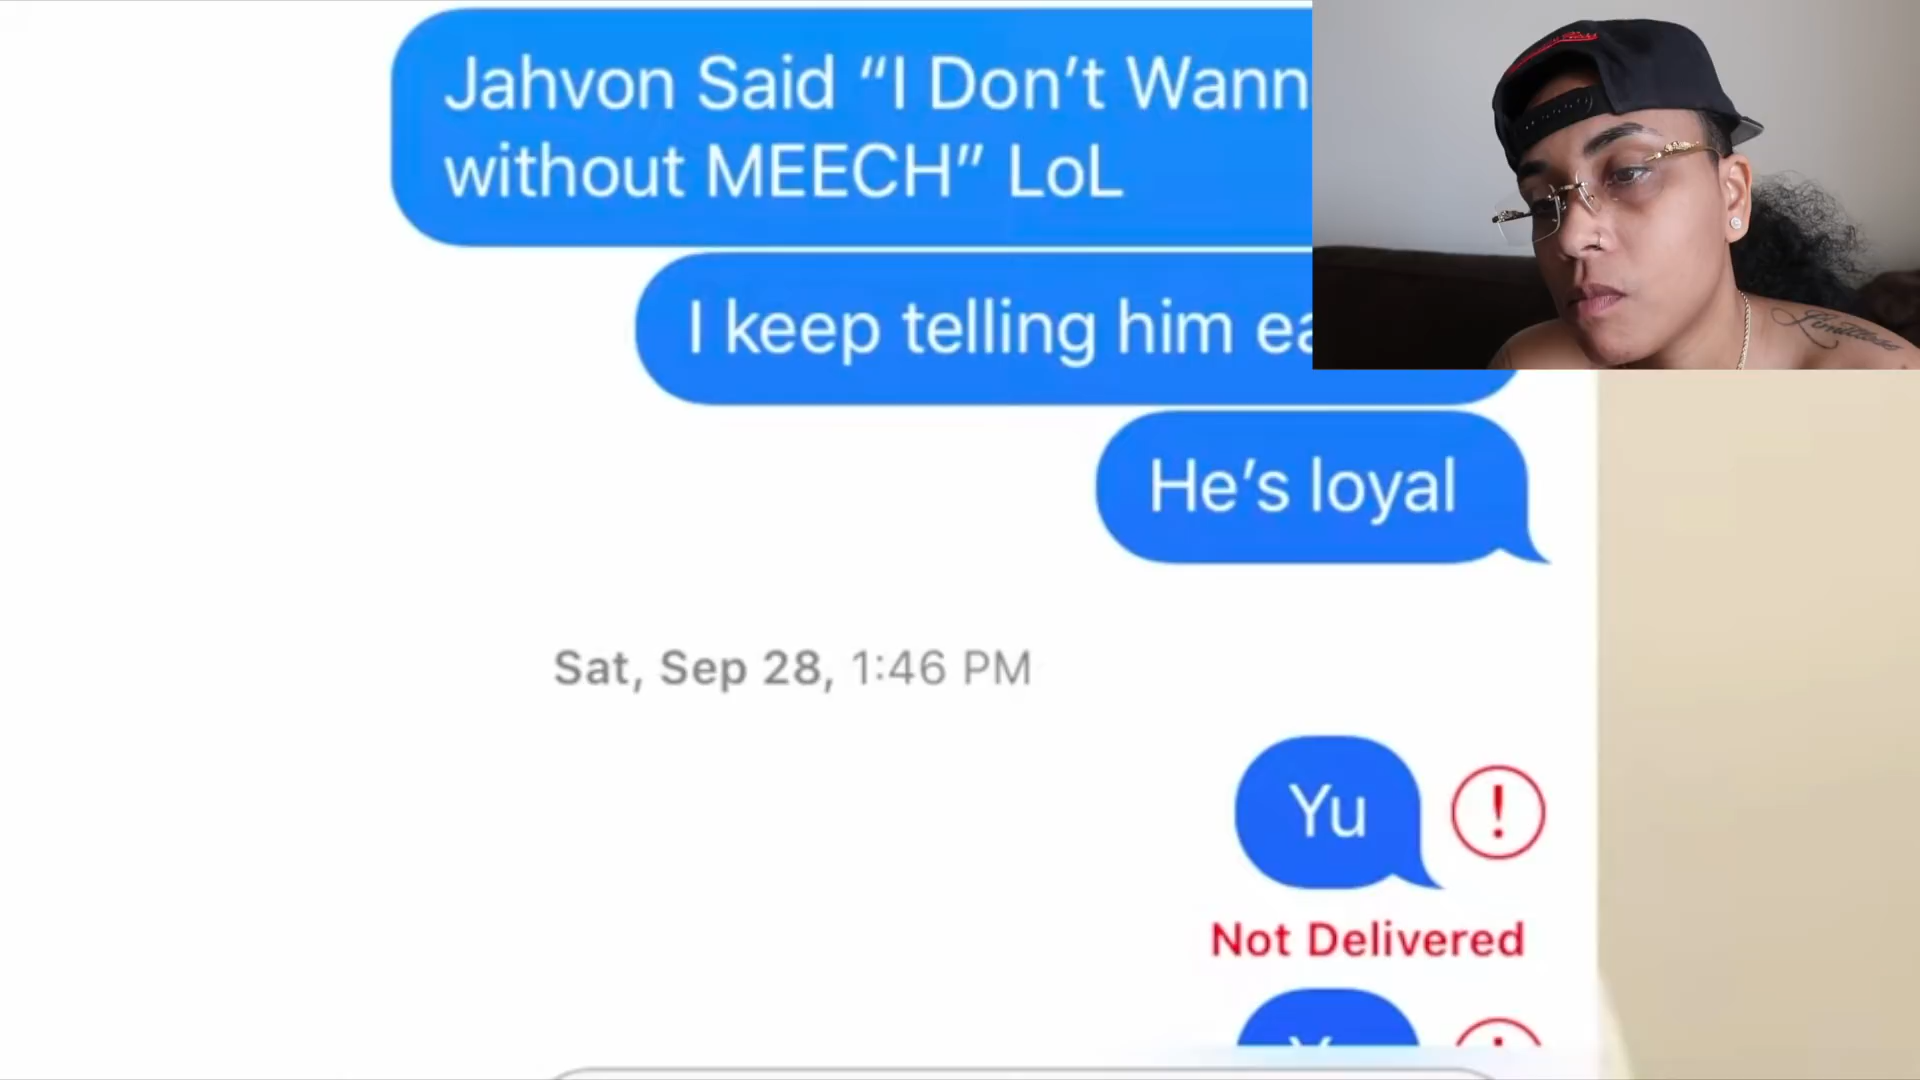 Jahvon Said “I Don’t Wann
without MEECH” LoL
I keep telling him ea
He’s loyal
Sat, Sep 28, 1:46 PM
Yu
Not Delivered
Limitless